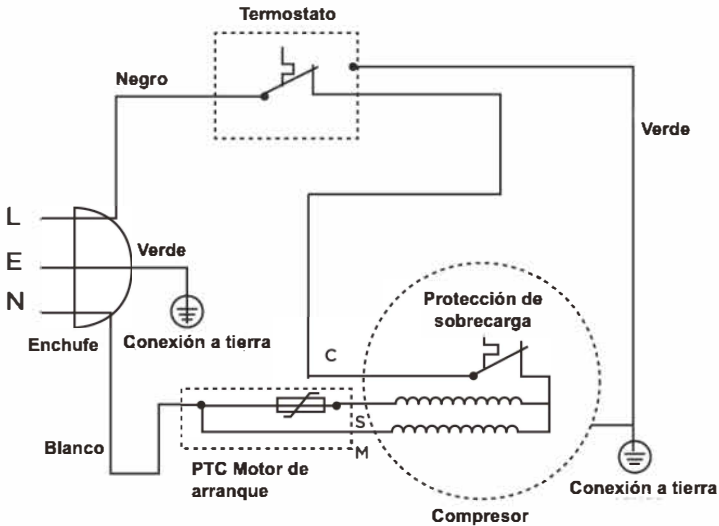 Termostato
Negro
Verde
L
E
N
Verde
Enchufe
Conexión a tierra
C
Protección de
sobrecarga
S
M
Blanco
PTC Motor de
arranque
Conexión a tierra
Compresor